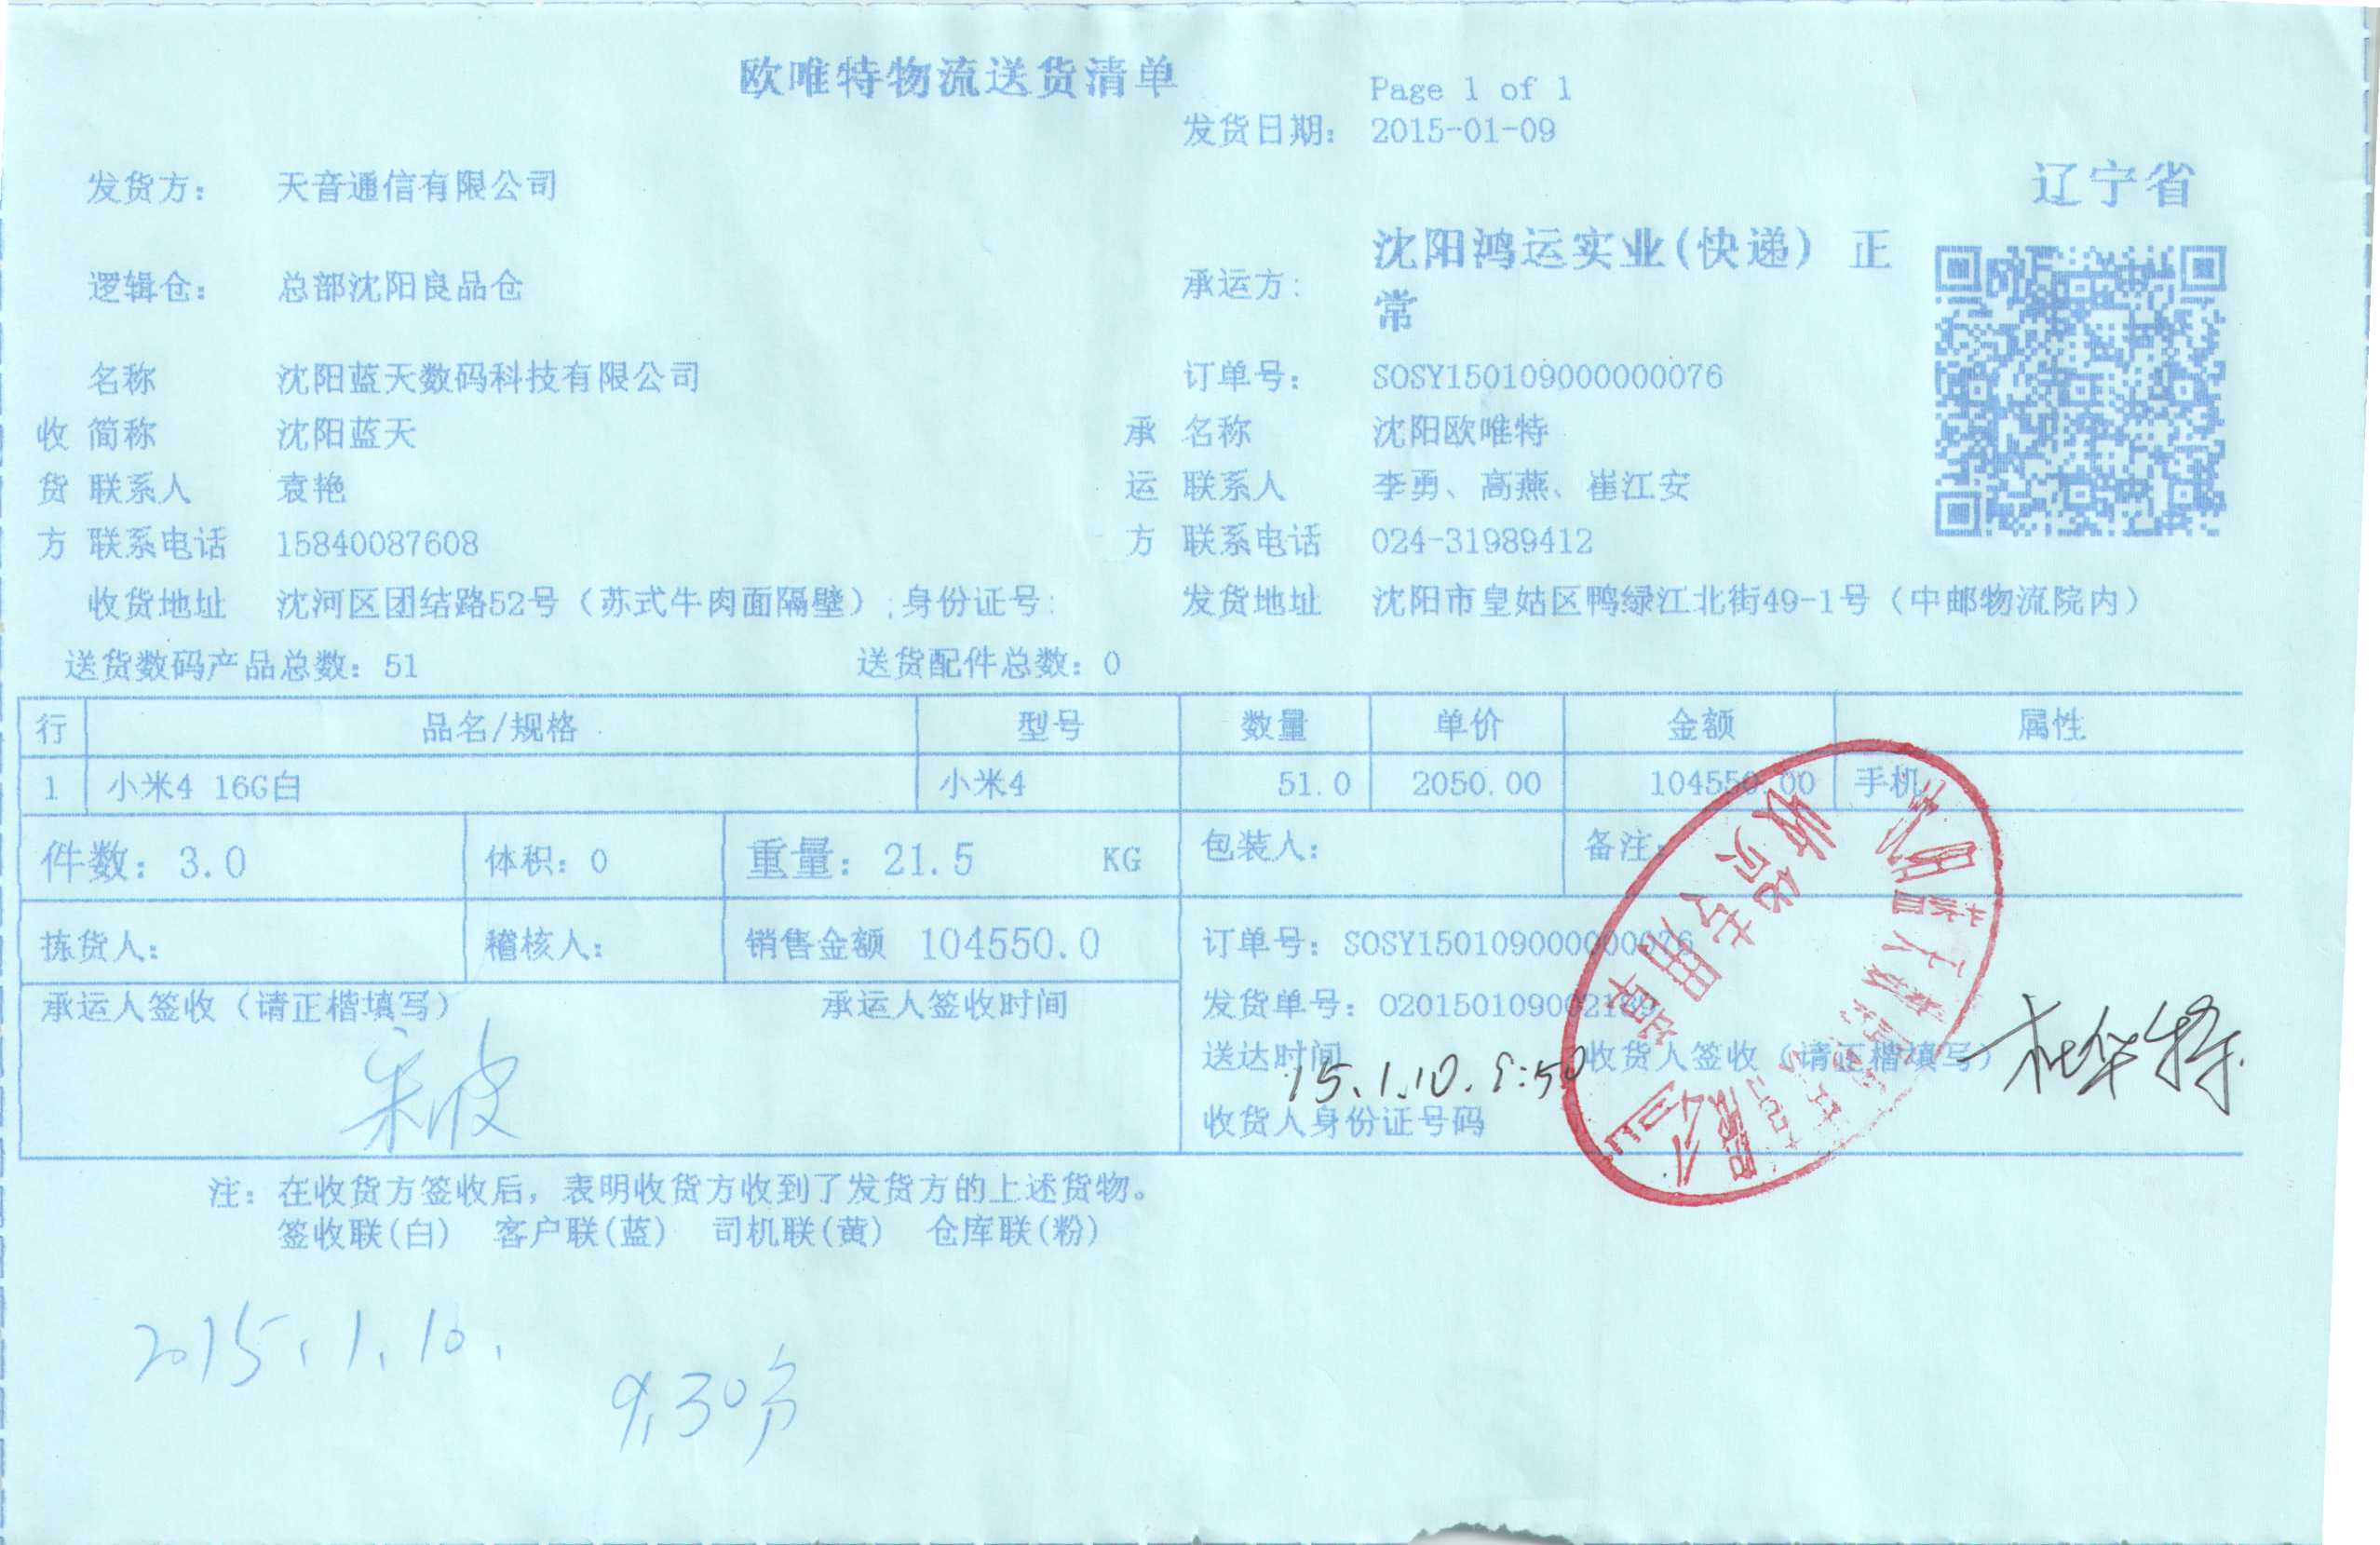 欧唯特物流送货清单
Page 1 of 1
发货日期: 2015-01-09
辽宁省
发货方: 天音通信有限公司
逻辑仓: 总部沈阳良品仓
承运方: 沈阳鸿运实业(快递) 正常
名称 沈阳蓝天数码科技有限公司 订单号: SOSY150109000000076
收 简称 沈阳蓝天 承 名称 沈阳欧唯特
货 联系人 袁艳 运 联系人 李勇、高燕、崔江安
方 联系电话 15840087608 方 联系电话 024-31989412
收货地址 沈河区团结路52号（苏式牛肉面隔壁）;身份证号: 发货地址 沈阳市皇姑区鸭绿江北街49-1号（中邮物流院内）
送货数码产品总数: 51 送货配件总数: 0
行 品名/规格 型号 数量 单价 金额 属性
1 小米4 16G白 小米4 51.0 2050.00 104550.00 手机
件数: 3.0 体积: 0 重量: 21.5 KG 包装人: 备注:
拣货人: 稽核人: 销售金额 104550.0 订单号: SOSY150109000000076
承运人签收（请正楷填写） 承运人签收时间 发货单号:
送达时间 15.1.10. 9:50 收货人签收（请正楷填写）
收货人身份证号码
收货专用章
注: 在收货方签收后，表明收货方收到了发货方的上述货物。
签收联(白) 客户联(蓝) 司机联(黄) 仓库联(粉)
2015.1.10.
9.30分